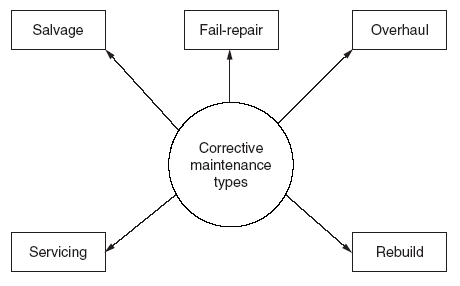 Salvage
Fail-repair
Overhaul
Corrective
maintenance
types
Servicing
Rebuild